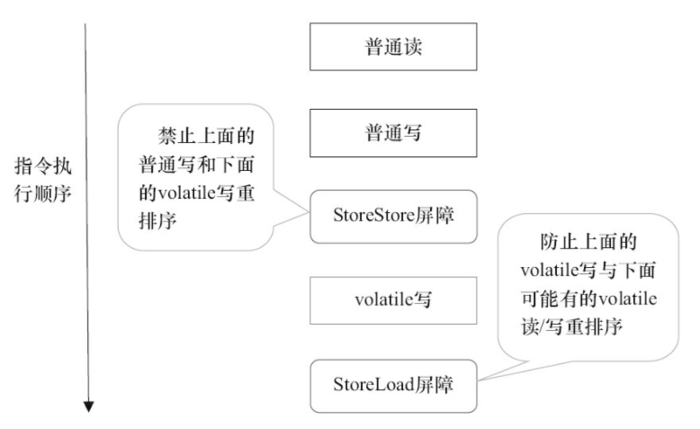 普通读
普通写
禁止上面的
普通写和下面
的volatile写重
排序
指令执
行顺序
StoreStore屏障
防止上面的
volatile写与下面
可能有的volatile
读/写重排序
volatile写
StoreLoad屏障